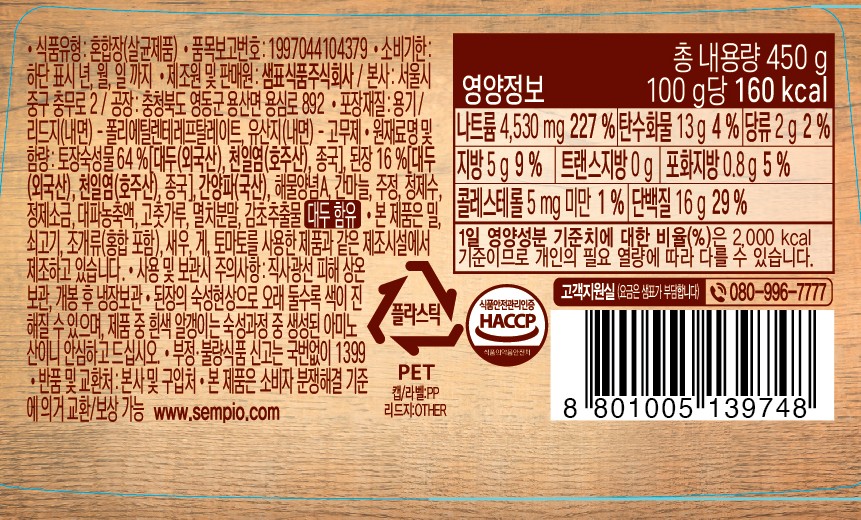 • 식품유형 : 혼합장(살균제품) • 품목보고번호 : 1997044104379 • 소비기한 :
하단 표시 년, 월, 일 까지 • 제조원 및 판매원 : 샘표식품주식회사 / 본사 : 서울시
중구 충무로 2 / 공장 : 충청북도 영동군 용산면 용심로 892 • 포장재질 : 용기 /
리드지(내면) - 폴리에틸렌테레프탈레이트, 유산지(내면) - 고무제 • 원재료명 및
함량 : 토장숙성물 64 % [대두(외국산), 천일염(호주산), 종국], 된장 16 % [대두
(외국산), 천일염(호주산), 종국], 간양파(국산), 해물양념A, 간마늘, 주정, 정제수,
정제소금, 대파농축액, 고춧가루, 멸치분말, 감초추출물 대두 함유 • 본 제품은 밀,
쇠고기, 조개류(홍합 포함), 새우, 게, 토마토를 사용한 제품과 같은 제조시설에서
제조하고 있습니다. • 사용 및 보관시 주의사항 : 직사광선 피해 상온
보관, 개봉 후 냉장보관 • 된장의 숙성현상으로 오래 둘수록 색이 진
해질 수 있으며, 제품 중 흰색 알갱이는 숙성과정 중 생성된 아미노
산이니 안심하고 드십시오 • 부정·불량식품 신고는 국번없이 1399
• 반품 및 교환처 : 본사 및 구입처 • 본 제품은 소비자 분쟁해결 기준
에 의거 교환/보상 가능 www.sempio.com
플라스틱
PET
캡/라벨:PP
리드지:OTHER
식품안전관리인증
HACCP
식품의약품안전처
영양정보
총 내용량 450 g
100 g당 160 kcal
나트륨 4,530 mg 227 % 탄수화물 13 g 4 % 당류 2 g 2 %
지방 5 g 9 % 트랜스지방 0 g 포화지방 0.8 g 5 %
콜레스테롤 5 mg 미만 1 % 단백질 16 g 29 %
1일 영양성분 기준치에 대한 비율(%)은 2,000 kcal
기준이므로 개인의 필요 열량에 따라 다를 수 있습니다.
고객지원실 (요금은 샘표가 부담합니다) 080-996-7777
8 801005 139748